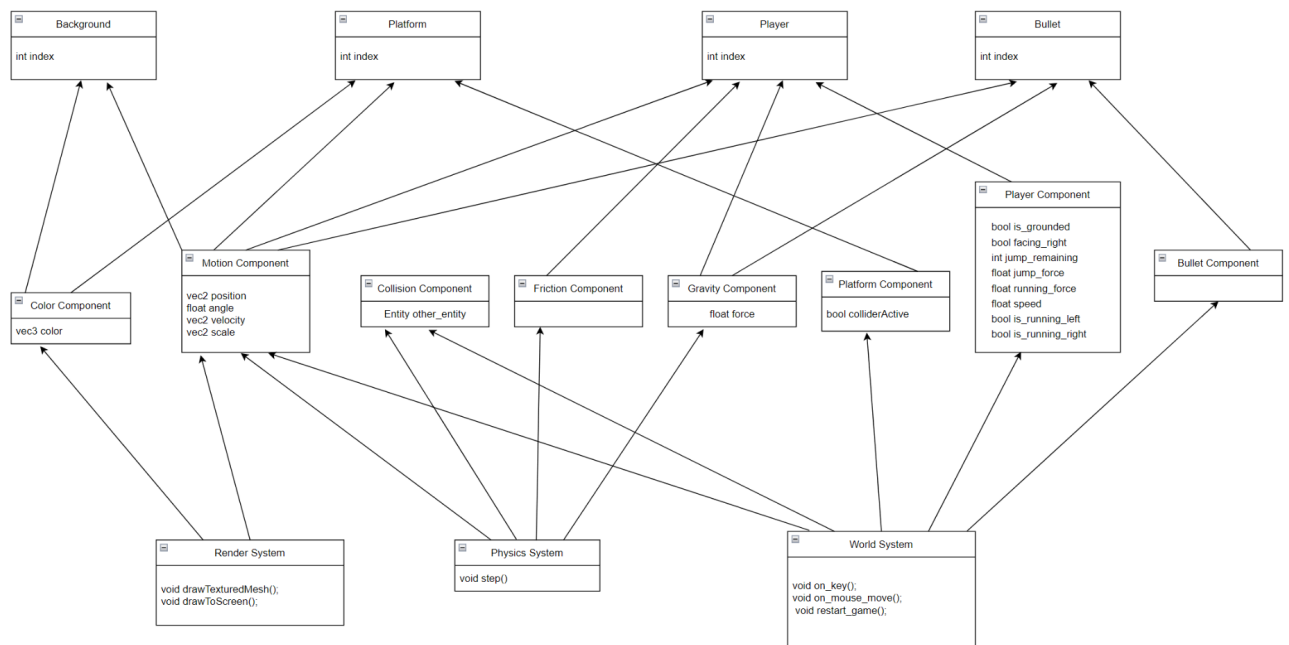 Background
int index
Platform
int index
Player
int index
Bullet
int index
Player Component
bool is_grounded
bool facing_right
int jump_remaining
float jump_force
float running_force
float speed
bool is_running_left
bool is_running_right
Motion Component
vec2 position
float angle
vec2 velocity
vec2 scale
Bullet Component
Color Component
vec3 color
Collision Component
Entity other_entity
Friction Component
Gravity Component
float force
Platform Component
bool colliderActive
Render System
void drawTexturedMesh();
void drawToScreen();
Physics System
void step()
World System
void on_key();
void on_mouse_move();
void restart_game();